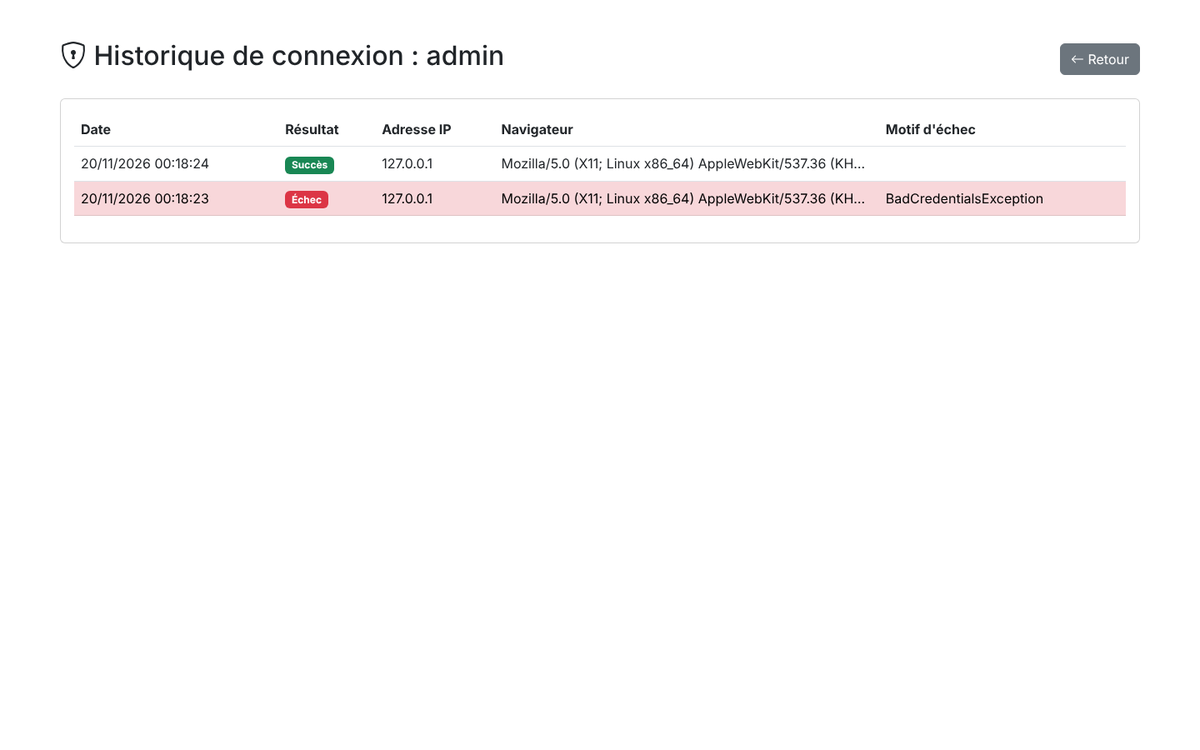 Historique de connexion : admin
← Retour
Date Résultat Adresse IP Navigateur Motif d'échec
20/11/2026 00:18:24 Succès 127.0.0.1 Mozilla/5.0 (X11; Linux x86_64) AppleWebKit/537.36 (KH...
20/11/2026 00:18:23 Échec 127.0.0.1 Mozilla/5.0 (X11; Linux x86_64) AppleWebKit/537.36 (KH... BadCredentialsException